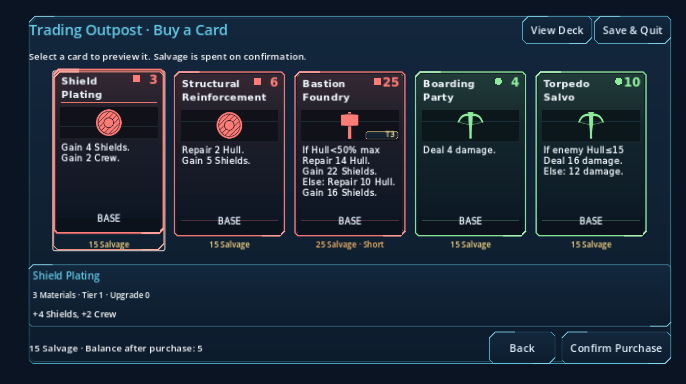 Trading Outpost · Buy a Card
View Deck
Save & Quit
Select a card to preview it. Salvage is spent on confirmation.
Shield
Plating
3
Gain 4 Shields.
Gain 2 Crew.
BASE
15 Salvage
Structural
Reinforcement
6
Repair 2 Hull.
Gain 5 Shields.
BASE
15 Salvage
Bastion
Foundry
25
T3
If Hull<50% max
Repair 14 Hull.
Gain 22 Shields.
Else: Repair 10 Hull.
Gain 16 Shields.
BASE
25 Salvage · Short
Boarding
Party
4
Deal 4 damage.
BASE
15 Salvage
Torpedo
Salvo
10
If enemy Hull≤15
Deal 16 damage.
Else: 12 damage.
BASE
15 Salvage
Shield Plating
3 Materials · Tier 1 · Upgrade 0
+4 Shields, +2 Crew
15 Salvage · Balance after purchase: 5
Back
Confirm Purchase